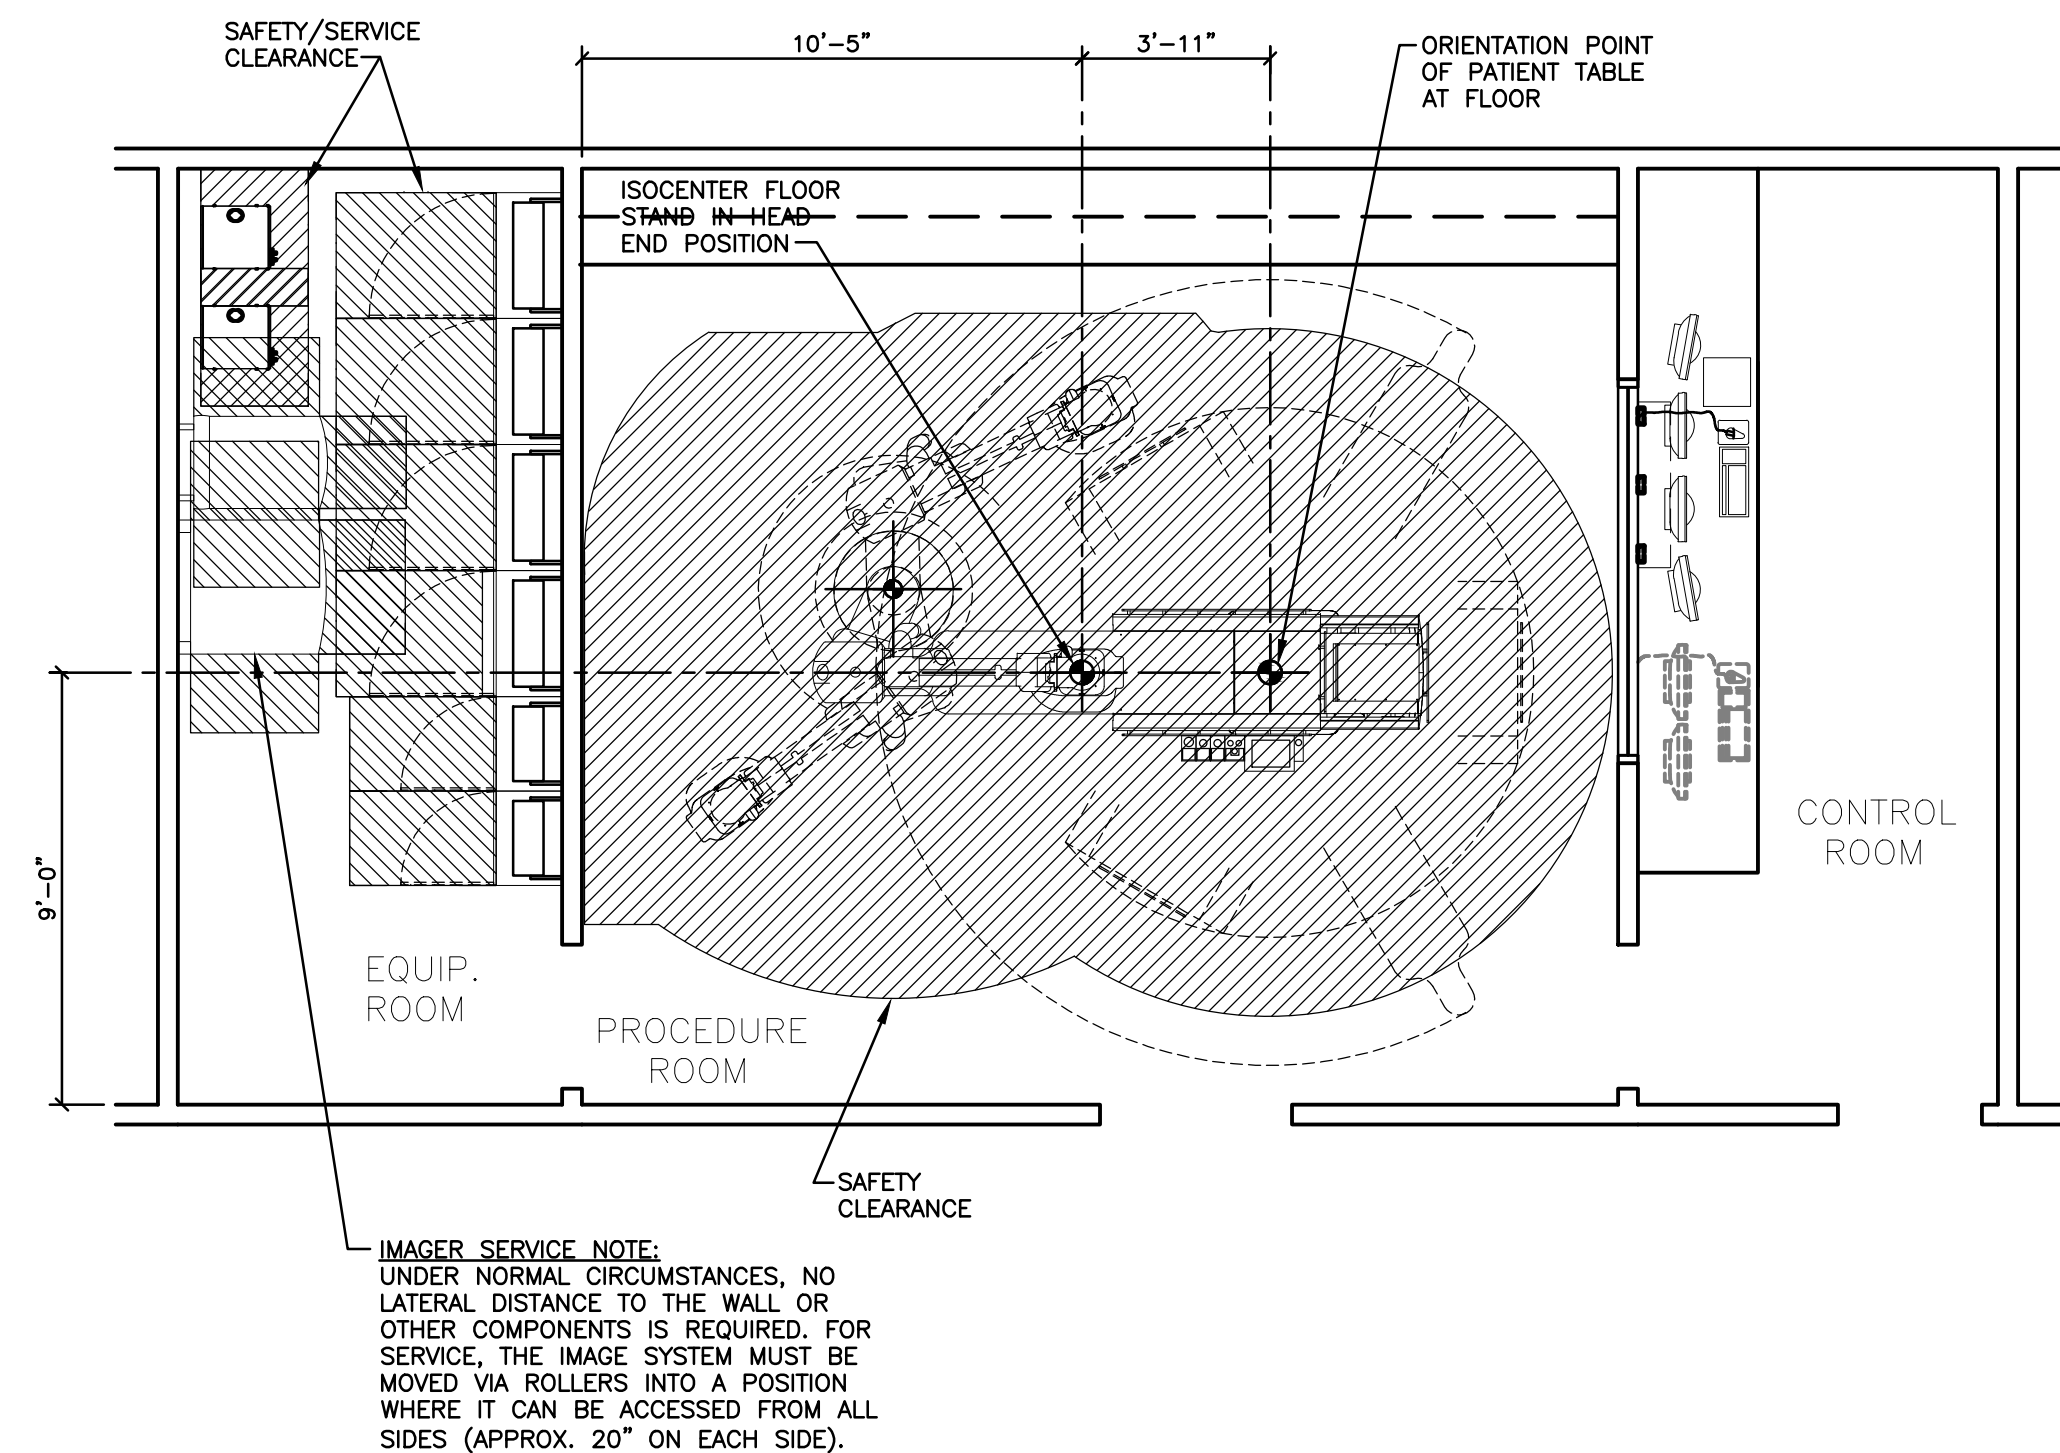 SAFETY/SERVICE
CLEARANCE
10'-5"
3'-11"
ORIENTATION POINT
OF PATIENT TABLE
AT FLOOR
ISOCENTER FLOOR
STAND IN HEAD
END POSITION
CONTROL
ROOM
9'-0"
EQUIP.
ROOM
PROCEDURE
ROOM
SAFETY
CLEARANCE
IMAGER SERVICE NOTE:
UNDER NORMAL CIRCUMSTANCES, NO
LATERAL DISTANCE TO THE WALL OR
OTHER COMPONENTS IS REQUIRED. FOR
SERVICE, THE IMAGE SYSTEM MUST BE
MOVED VIA ROLLERS INTO A POSITION
WHERE IT CAN BE ACCESSED FROM ALL
SIDES (APPROX. 20" ON EACH SIDE).